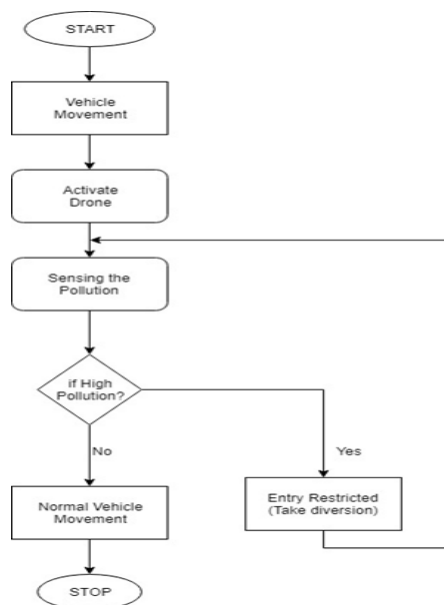 START
Vehicle
Movement
Activate
Drone
Sensing the
Pollution
if High
Pollution?
No
Yes
Normal Vehicle
Movement
Entry Restricted
(Take diversion)
STOP